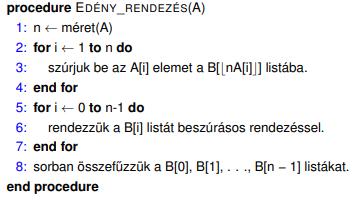 procedure EDÉNY_RENDEZÉS(A)
1: n ← méret(A)
2: for i ← 1 to n do
3: szúrjuk be az A[i] elemet a B[⌊nA[i]⌋] listába.
4: end for
5: for i ← 0 to n-1 do
6: rendezzük a B[i] listát beszúrásos rendezéssel.
7: end for
8: sorban összefűzzük a B[0], B[1], . . ., B[n − 1] listákat.
end procedure